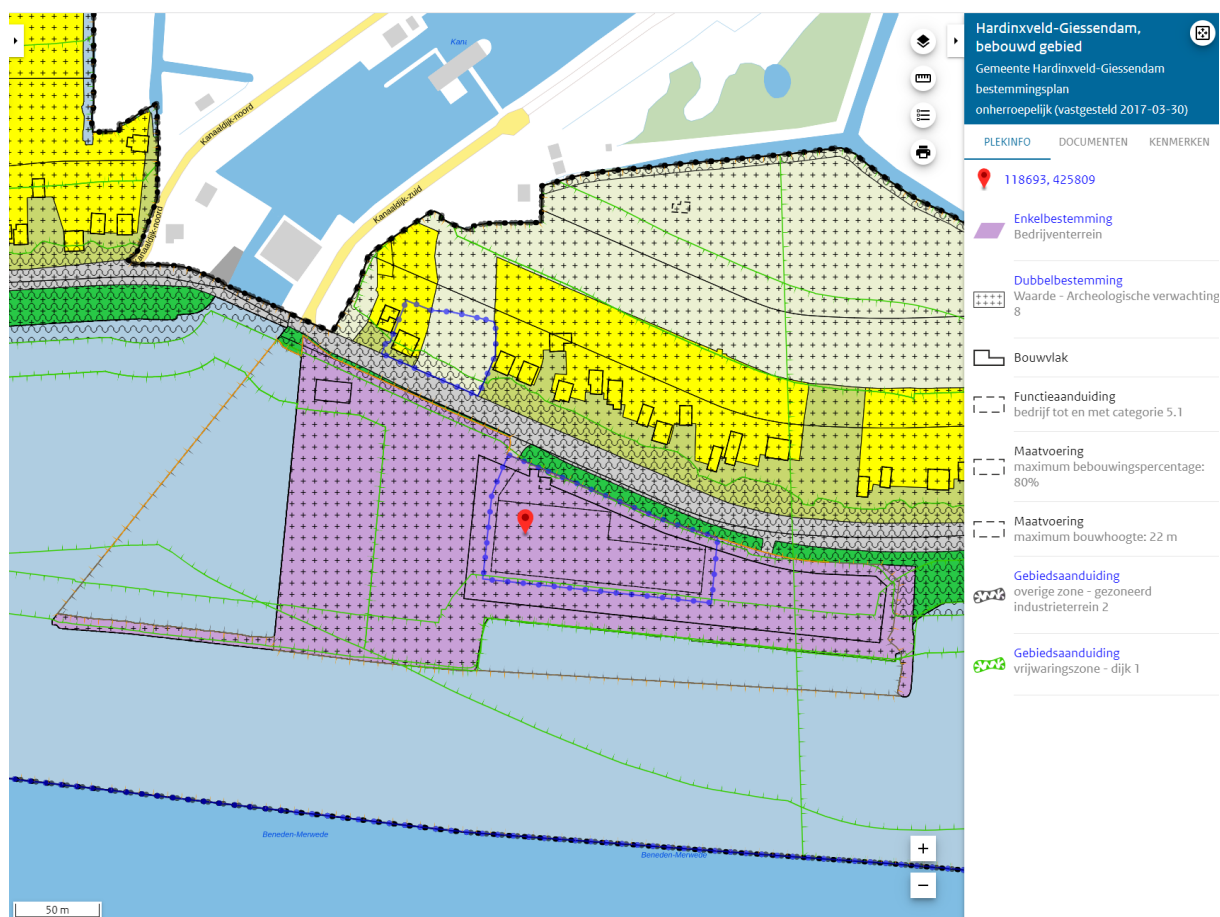 Hardinxveld-Giessendam,
bebouwd gebied
Gemeente Hardinxveld-Giessendam
bestemmingsplan
onherroepelijk (vastgesteld 2017-03-30)
PLEKINFO DOCUMENTEN KENMERKEN
118693, 425809
Enkelbestemming
Bedrijventerrein
Dubbelbestemming
Waarde - Archeologische verwachting
8
Bouwvlak
Functieaanduiding
bedrijf tot en met categorie 5.1
Maatvoering
maximum bebouwingspercentage:
80%
Maatvoering
maximum bouwhoogte: 22 m
Gebiedsaanduiding
overige zone - gezoneerd
industrieterrein 2
Gebiedsaanduiding
vrijwaringszone - dijk 1
Kanaaldijk-noord
Kanaaldijk-zuid
Kanaaldijk-noord
Beneden-Merwede
Beneden-Merwede
50 m